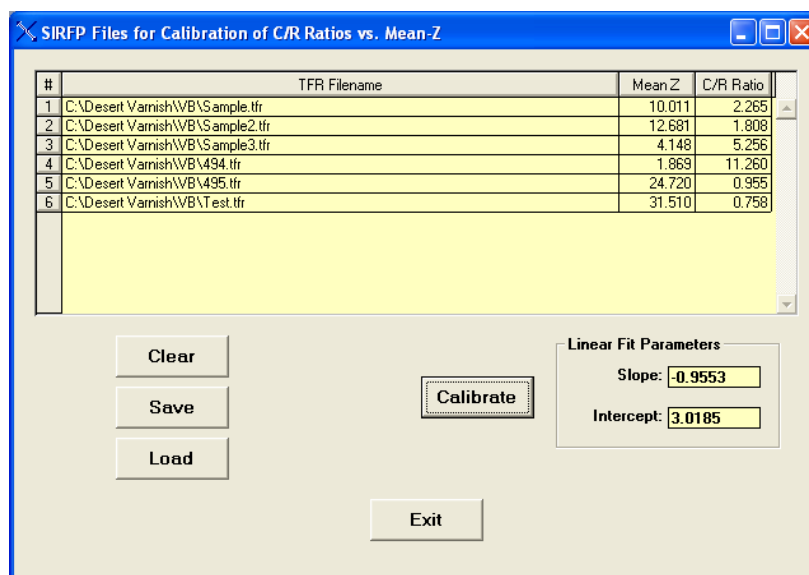 SIRFP Files for Calibration of C/R Ratios vs. Mean-Z
# TFR Filename Mean Z C/R Ratio
1 C:\Desert Varnish\VB\Sample.tfr 10.011 2.265
2 C:\Desert Varnish\VB\Sample2.tfr 12.681 1.808
3 C:\Desert Varnish\VB\Sample3.tfr 4.148 5.256
4 C:\Desert Varnish\VB\494.tfr 1.869 11.260
5 C:\Desert Varnish\VB\495.tfr 24.720 0.955
6 C:\Desert Varnish\VB\Test.tfr 31.510 0.758
Clear
Save
Load
Calibrate
Linear Fit Parameters
Slope: -0.9553
Intercept: 3.0185
Exit